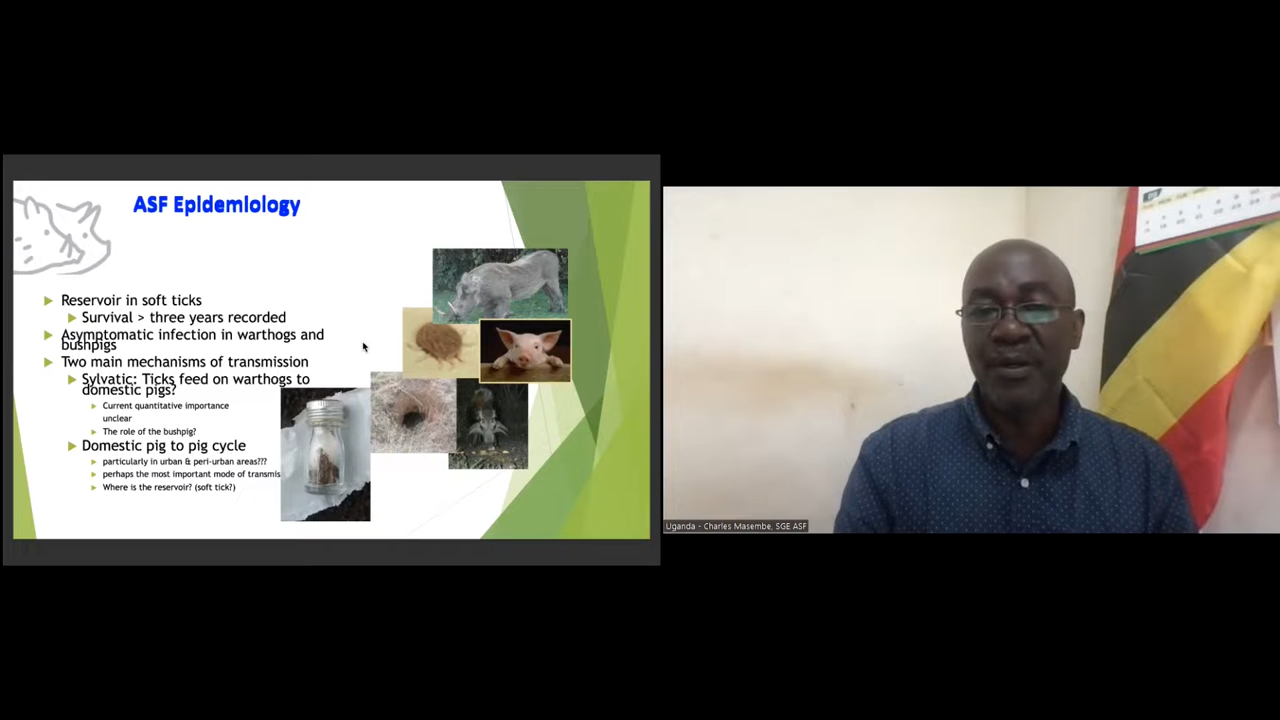 ASF Epidemiology
Reservoir in soft ticks
Survival > three years recorded
Asymptomatic infection in warthogs and
bushpigs
Two main mechanisms of transmission
Sylvatic: Ticks feed on warthogs to
domestic pigs?
Current quantitative importance
unclear
The role of the bushpig?
Domestic pig to pig cycle
particularly in urban & peri-urban areas???
perhaps the most important mode of transmis
Where is the reservoir? (soft tick?)
Uganda - Charles Masembe, SGE ASF